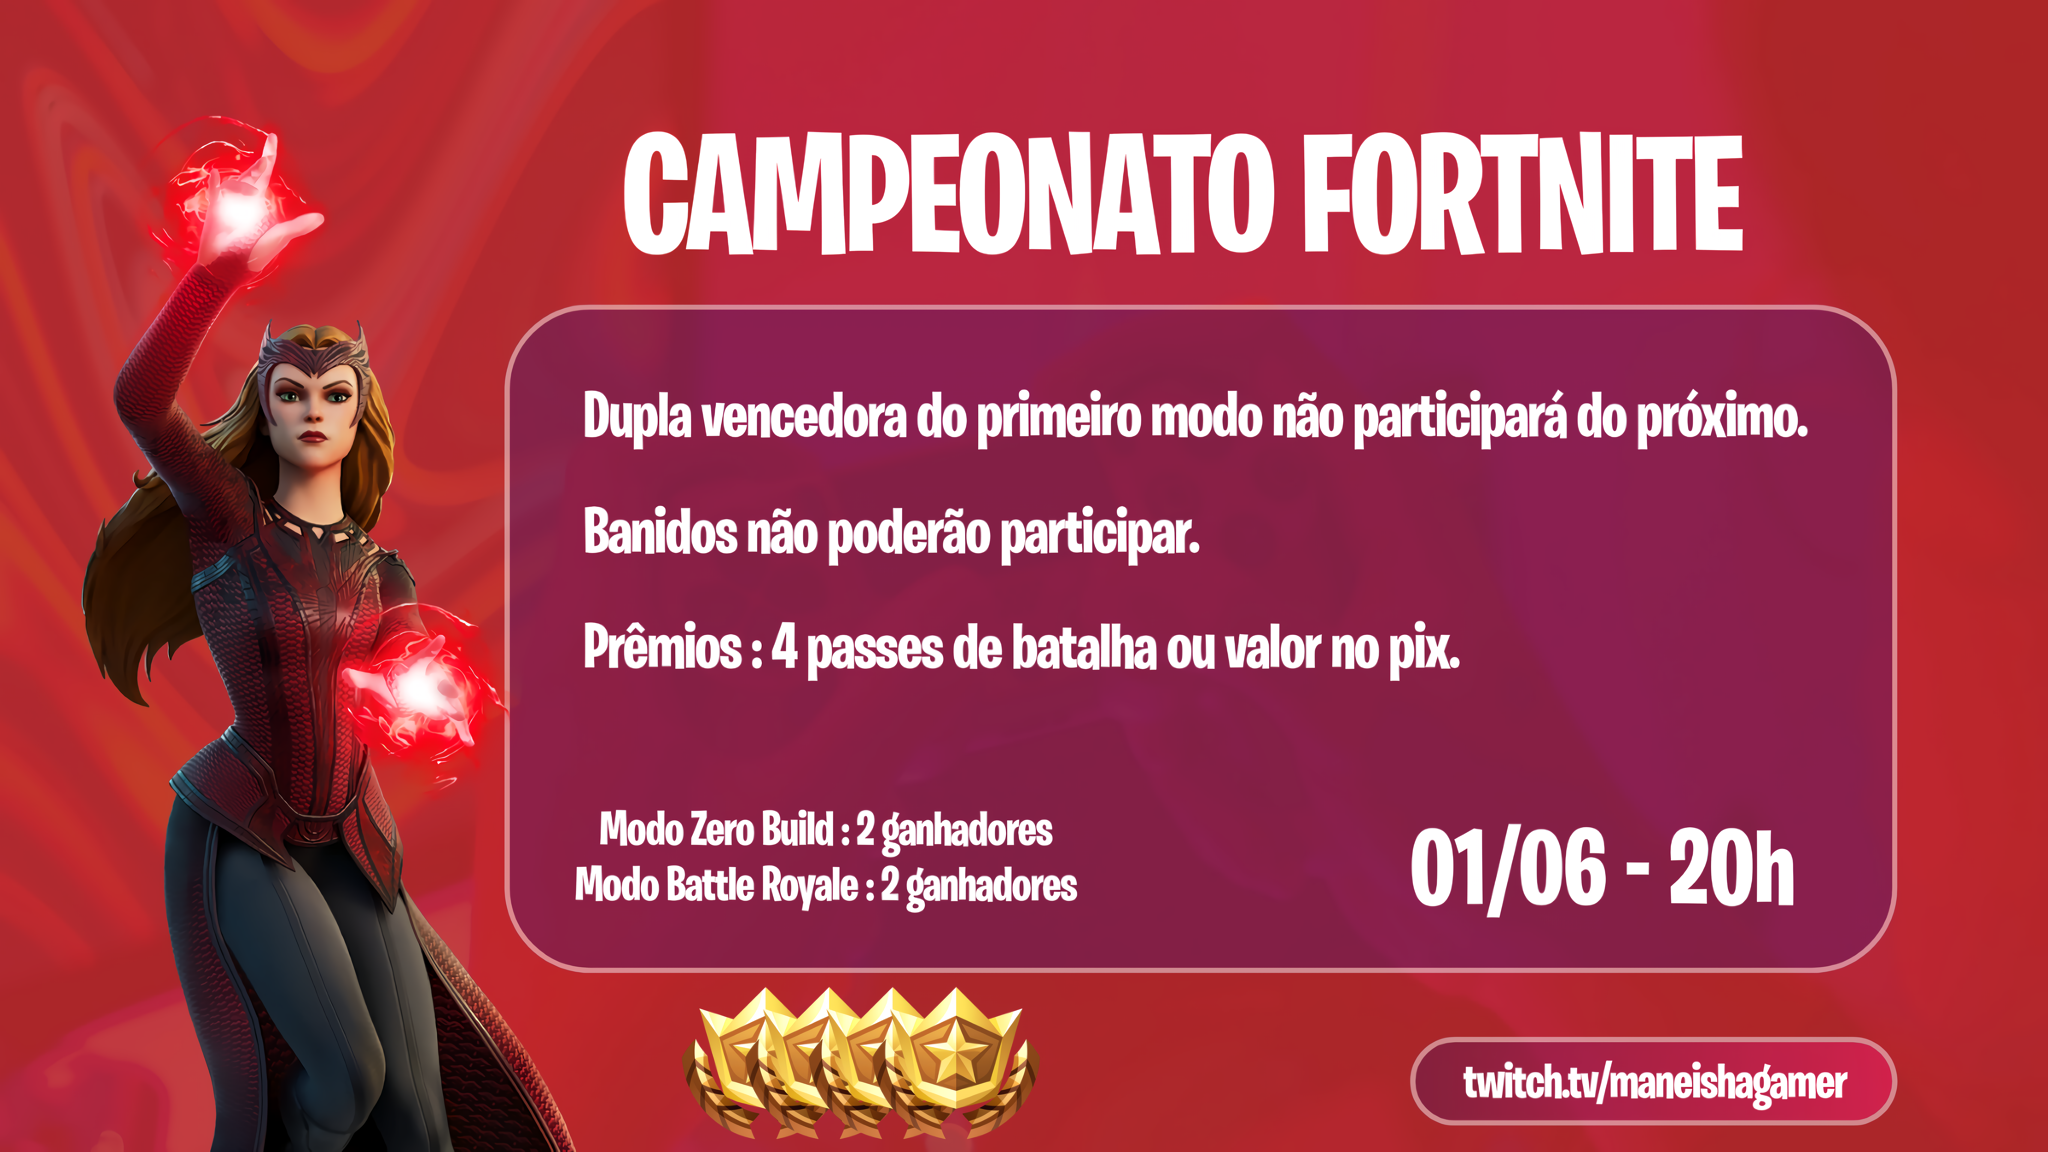 CAMPEONATO FORTNITE
Dupla vencedora do primeiro modo não participará do próximo.
Banidos não poderão participar.
Prêmios : 4 passes de batalha ou valor no pix.
Modo Zero Build : 2 ganhadores
Modo Battle Royale : 2 ganhadores
01/06 - 20h
twitch.tv/maneishagamer